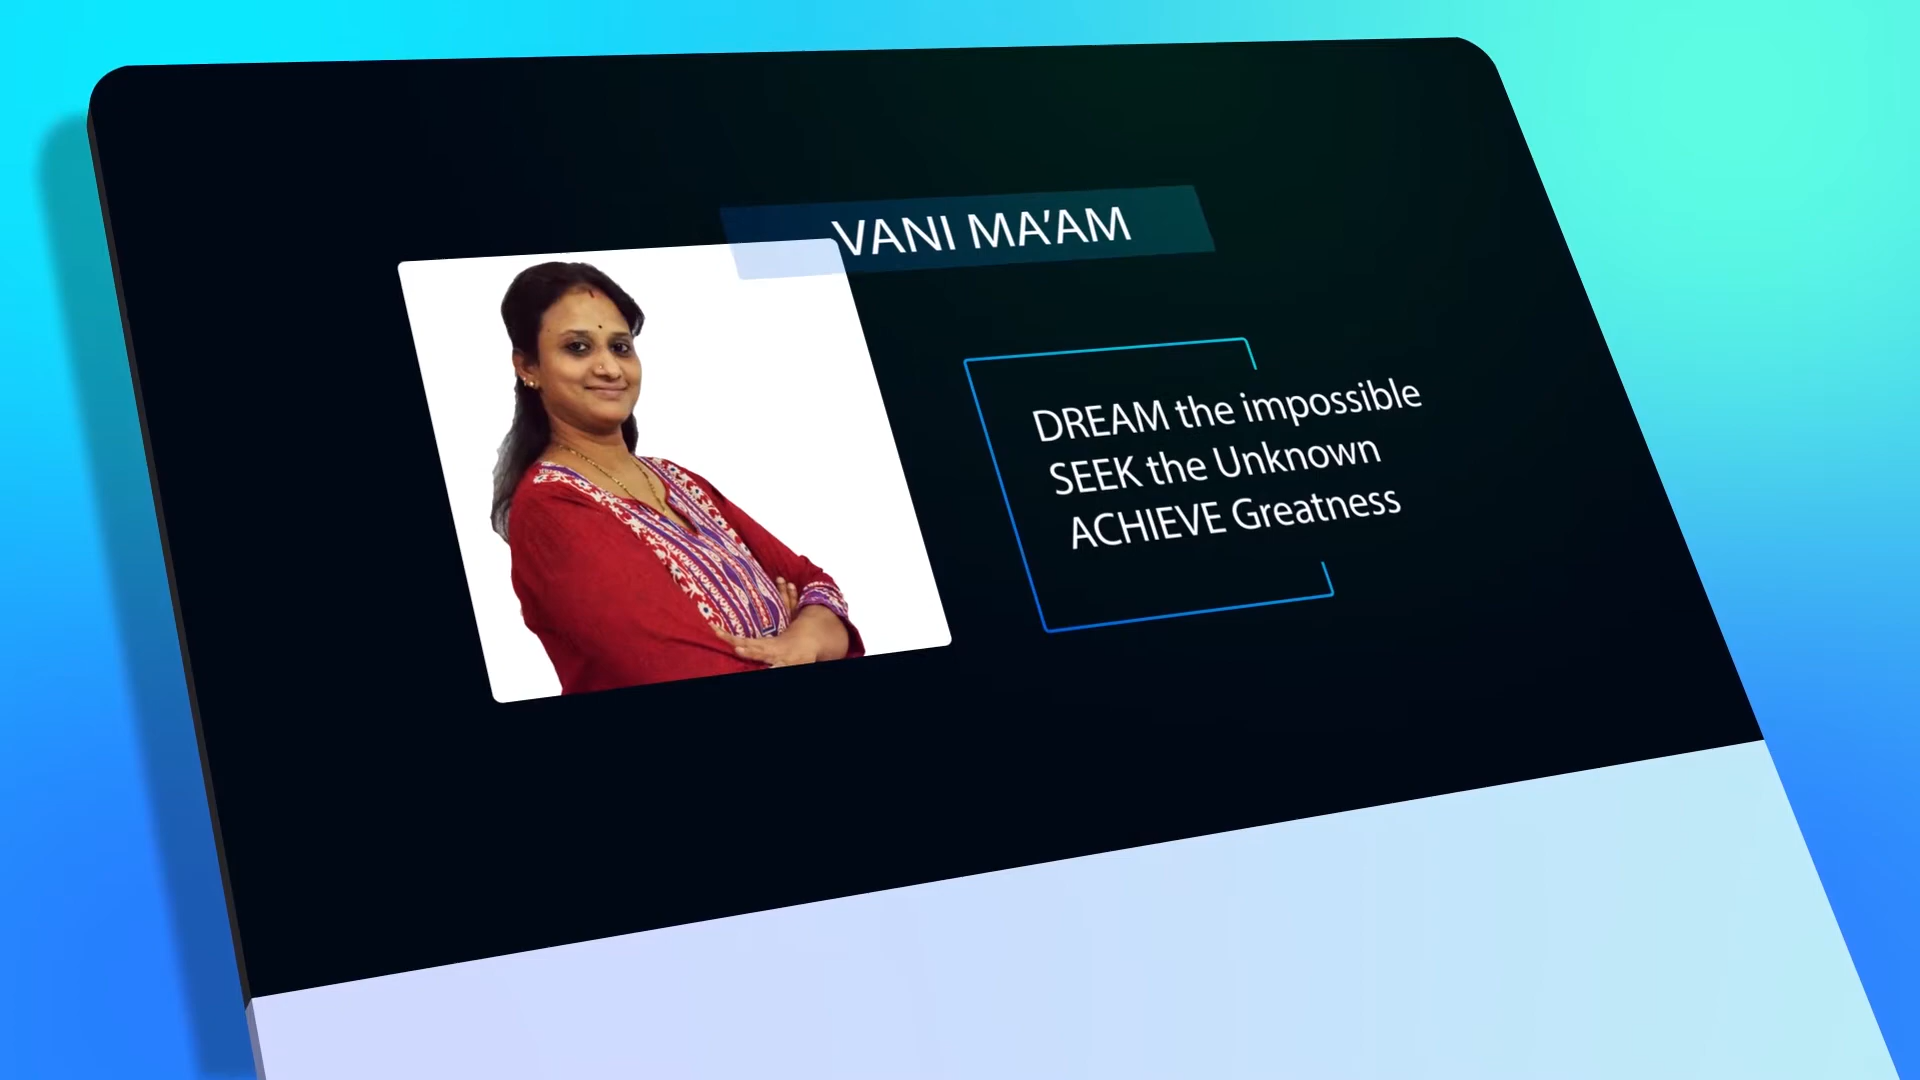 VANI MA’AM
DREAM the impossible
SEEK the Unknown
ACHIEVE Greatness